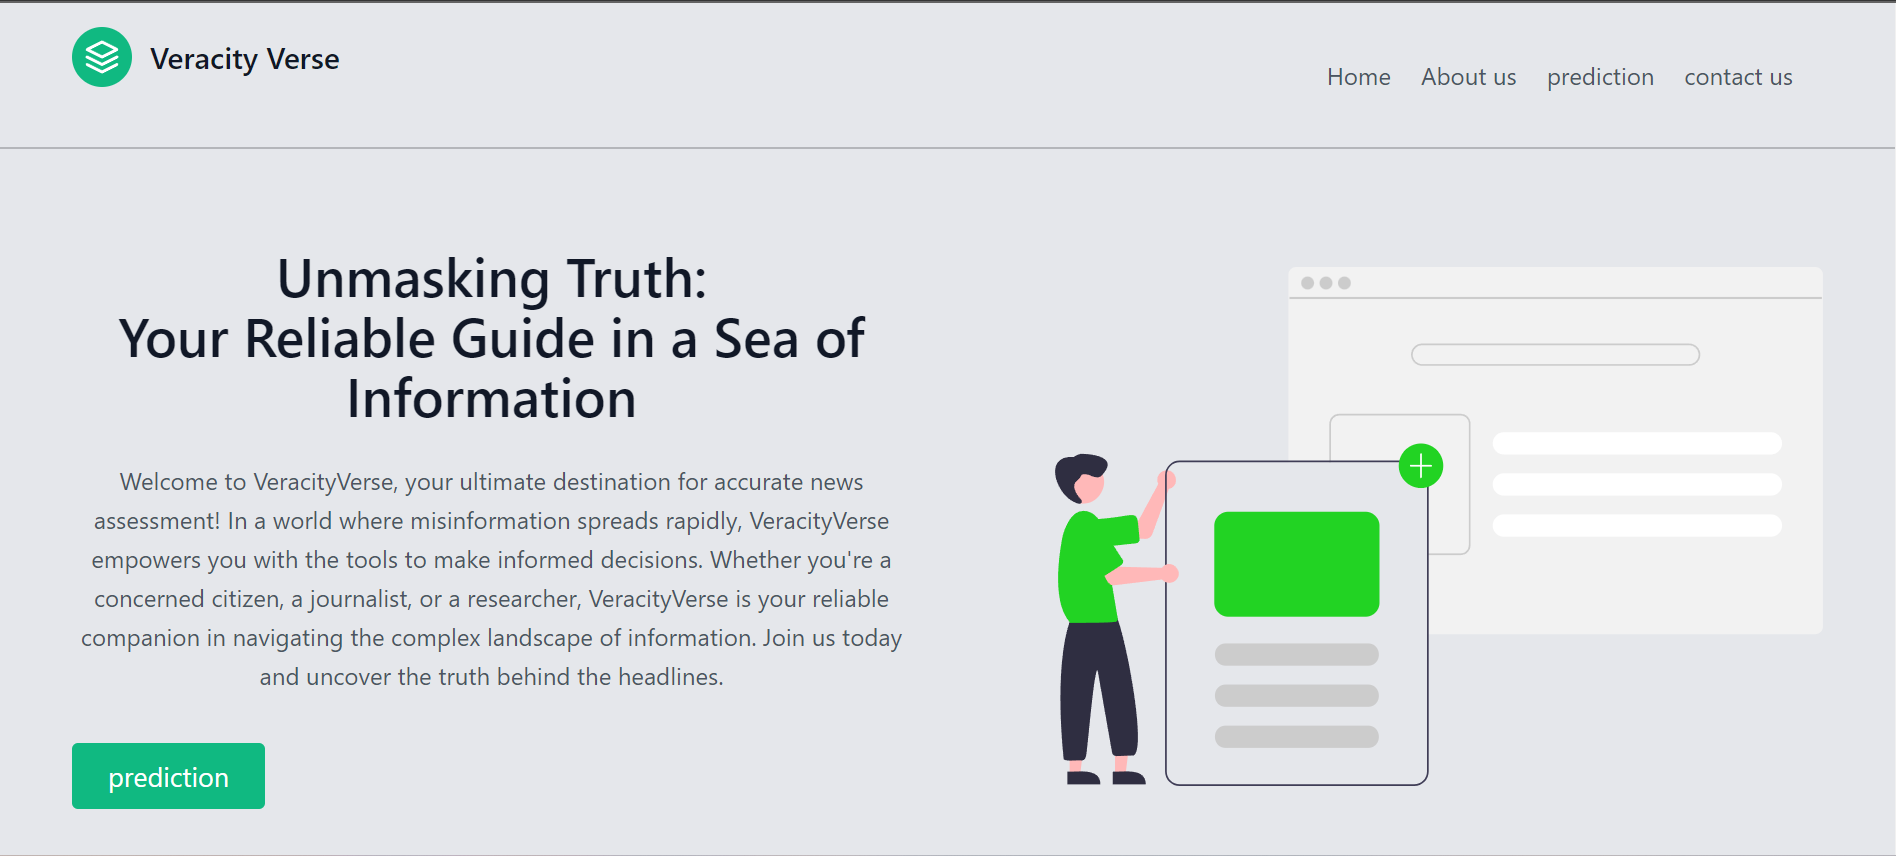 Veracity Verse
Home
About us
prediction
contact us
Unmasking Truth:
Your Reliable Guide in a Sea of
Information
Welcome to VeracityVerse, your ultimate destination for accurate news
assessment! In a world where misinformation spreads rapidly, VeracityVerse
empowers you with the tools to make informed decisions. Whether you're a
concerned citizen, a journalist, or a researcher, VeracityVerse is your reliable
companion in navigating the complex landscape of information. Join us today
and uncover the truth behind the headlines.
prediction